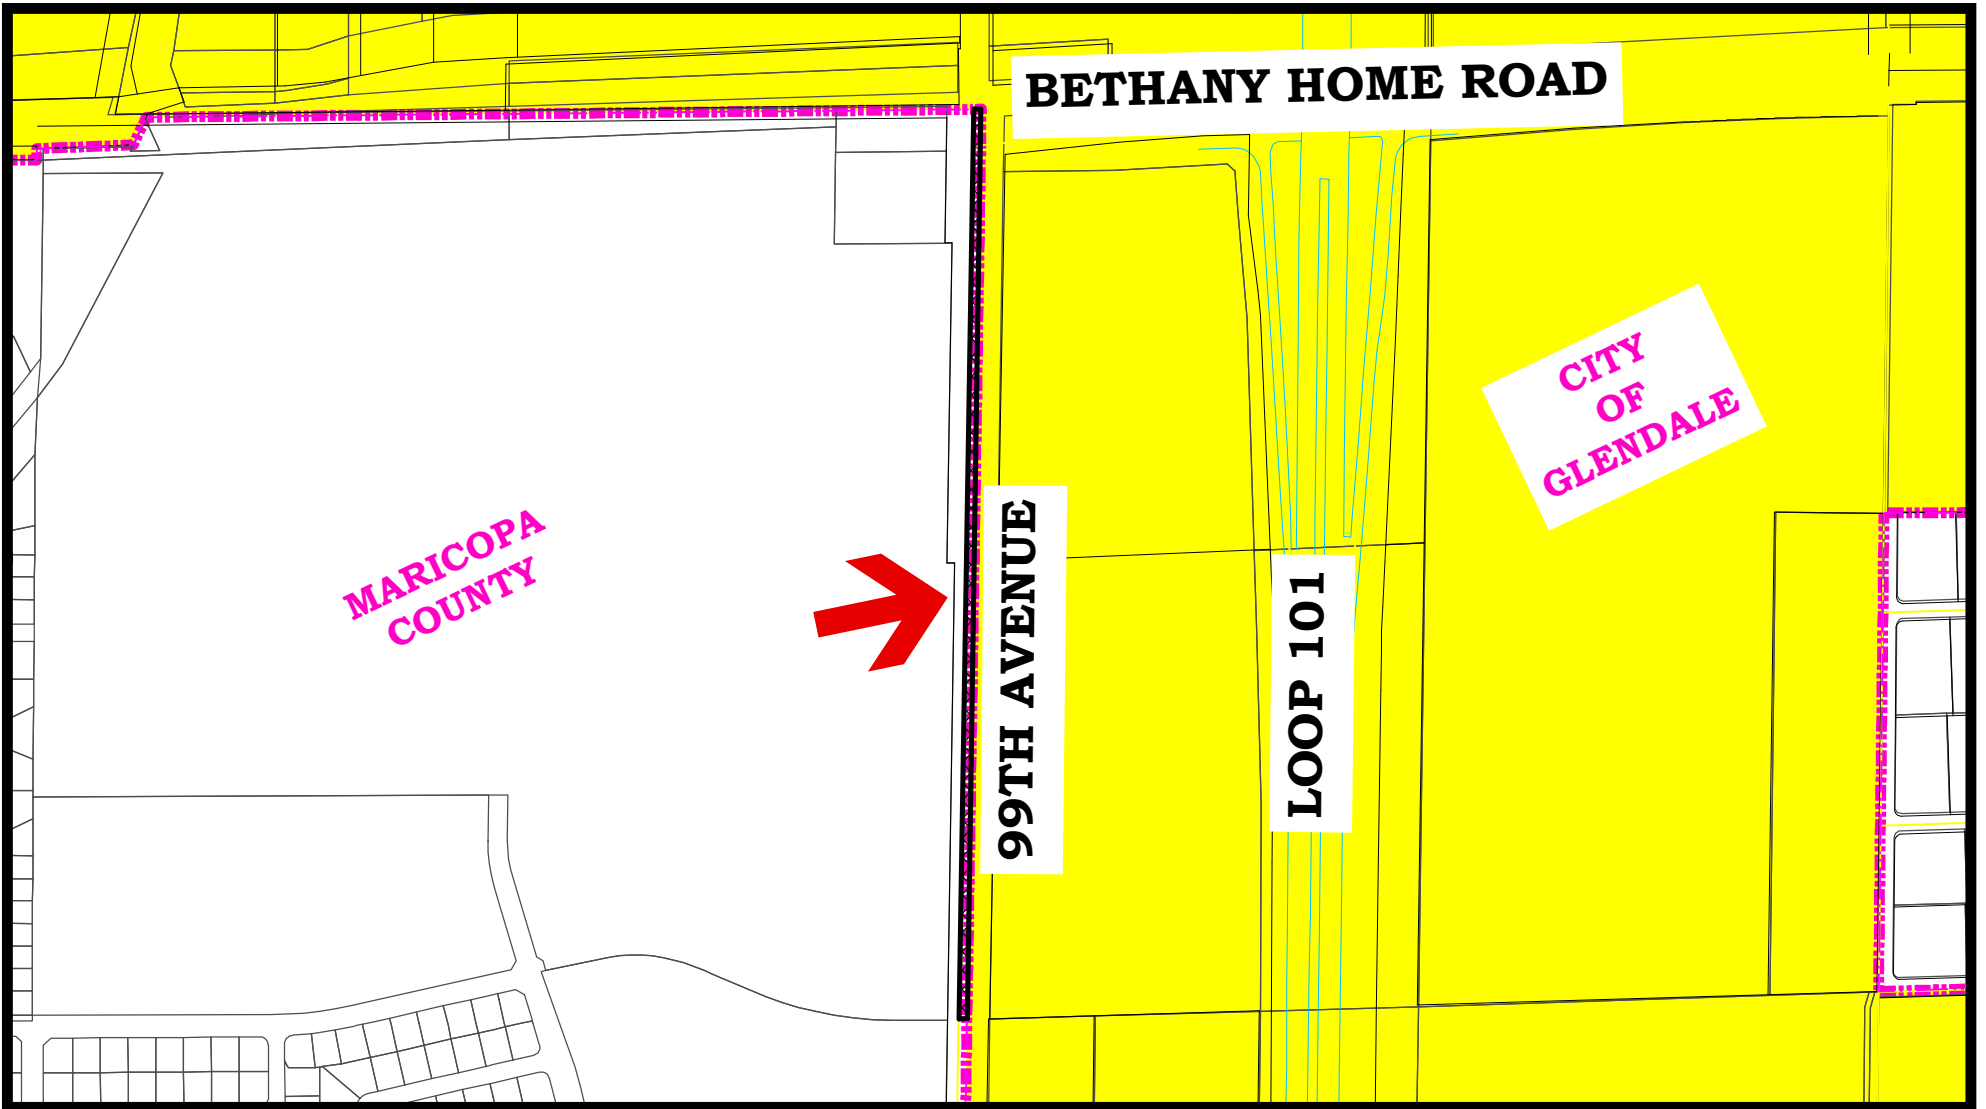 BETHANY HOME ROAD
CITY
OF
GLENDALE
MARICOPA
COUNTY
99TH AVENUE
LOOP 101